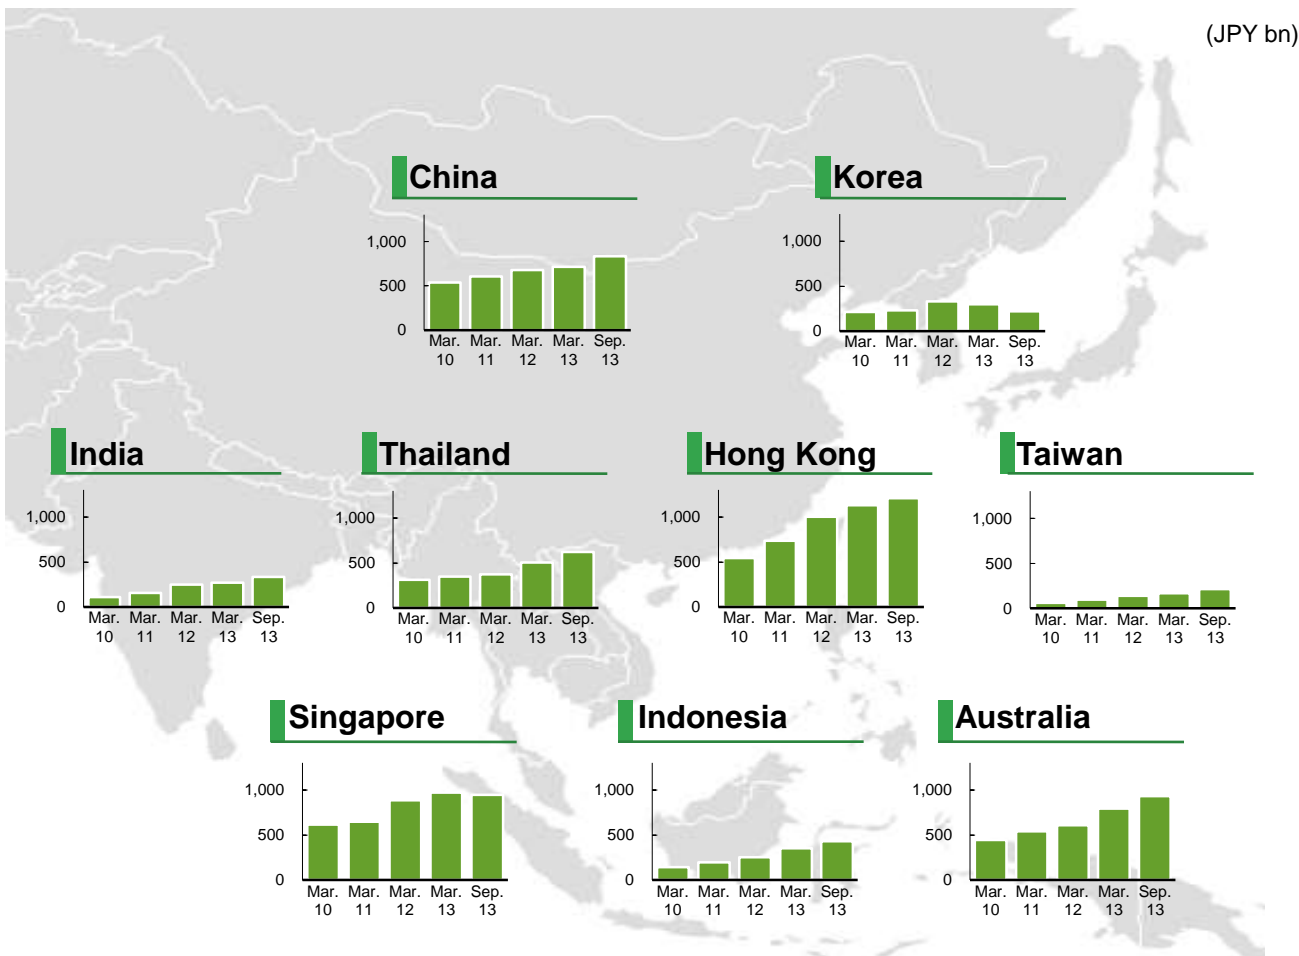 (JPY bn)
China
1,000
500
0
Mar. Mar. Mar. Mar. Sep.
10 11 12 13 13
Korea
1,000
500
0
Mar. Mar. Mar. Mar. Sep.
10 11 12 13 13
India
1,000
500
0
Mar. Mar. Mar. Mar. Sep.
10 11 12 13 13
Thailand
1,000
500
0
Mar. Mar. Mar. Mar. Sep.
10 11 12 13 13
Hong Kong
1,000
500
0
Mar. Mar. Mar. Mar. Sep.
10 11 12 13 13
Taiwan
1,000
500
0
Mar. Mar. Mar. Mar. Sep.
10 11 12 13 13
Singapore
1,000
500
0
Mar. Mar. Mar. Mar. Sep.
10 11 12 13 13
Indonesia
1,000
500
0
Mar. Mar. Mar. Mar. Sep.
10 11 12 13 13
Australia
1,000
500
0
Mar. Mar. Mar. Mar. Sep.
10 11 12 13 13